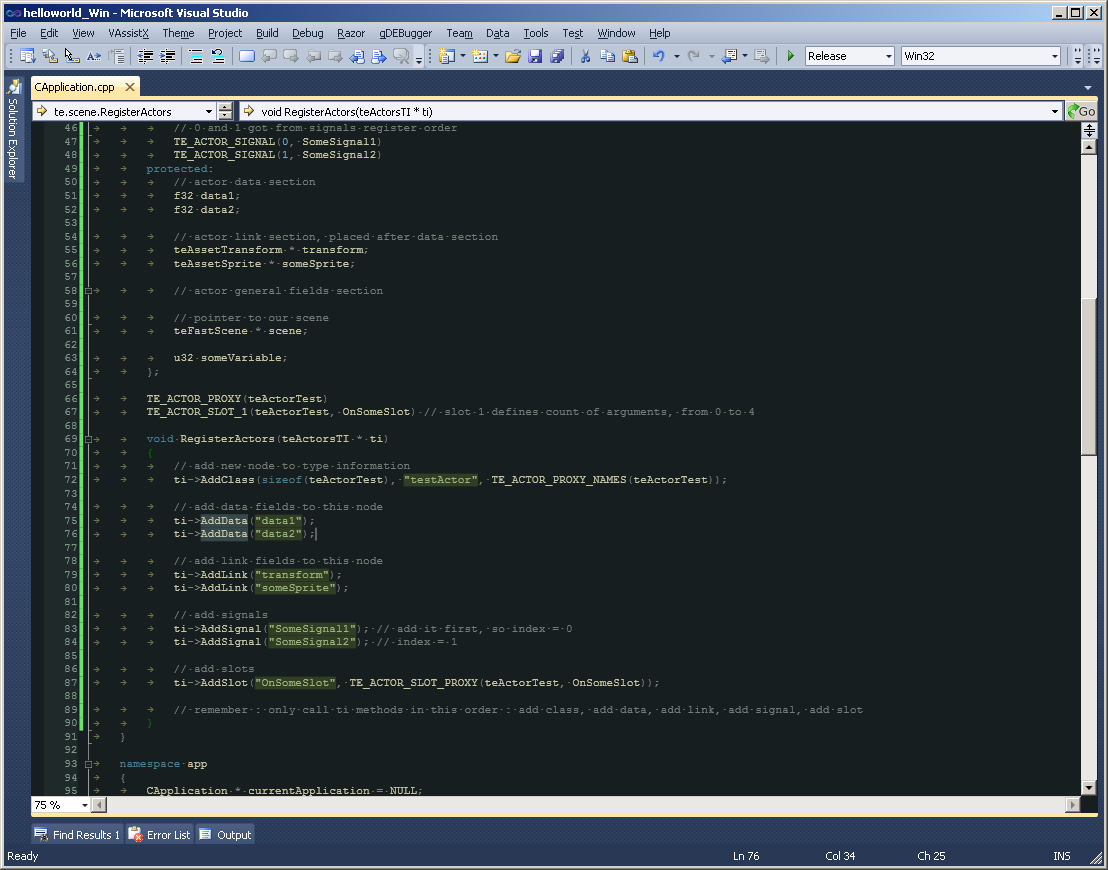 helloworld_Win - Microsoft Visual Studio
File Edit View VAssistX Theme Project Build Debug Razor gDEBugger Team Data Tools Test Window Help
Release Win32
Solution Explorer
CApplication.cpp
te.scene.RegisterActors void RegisterActors(teActorsTI * ti) Go
46 // 0 and 1 got from signals register order
47 TE_ACTOR_SIGNAL(0, SomeSignal1)
48 TE_ACTOR_SIGNAL(1, SomeSignal2)
49 protected:
50 // actor data section
51 f32 data1;
52 f32 data2;
53
54 // actor link section, placed after data section
55 teAssetTransform * transform;
56 teAssetSprite * someSprite;
57
58 // actor general fields section
59
60 // pointer to our scene
61 teFastScene * scene;
62
63 u32 someVariable;
64 };
65
66 TE_ACTOR_PROXY(teActorTest)
67 TE_ACTOR_SLOT_1(teActorTest, OnSomeSlot) // slot 1 defines count of arguments, from 0 to 4
68
69 void RegisterActors(teActorsTI * ti)
70 {
71 // add new node to type information
72 ti->AddClass(sizeof(teActorTest), "testActor", TE_ACTOR_PROXY_NAMES(teActorTest));
73
74 // add data fields to this node
75 ti->AddData("data1");
76 ti->AddData("data2");
77
78 // add link fields to this node
79 ti->AddLink("transform");
80 ti->AddLink("someSprite");
81
82 // add signals
83 ti->AddSignal("SomeSignal1"); // add it first, so index = 0
84 ti->AddSignal("SomeSignal2"); // index = 1
85
86 // add slots
87 ti->AddSlot("OnSomeSlot", TE_ACTOR_SLOT_PROXY(teActorTest, OnSomeSlot));
88
89 // remember : only call ti methods in this order : add class, add data, add link, add signal, add slot
90 }
91 }
92
93 namespace app
94 {
95 CApplication * currentApplication = NULL;
75 %
Find Results 1 Error List Output
Ready Ln 76 Col 34 Ch 25 INS